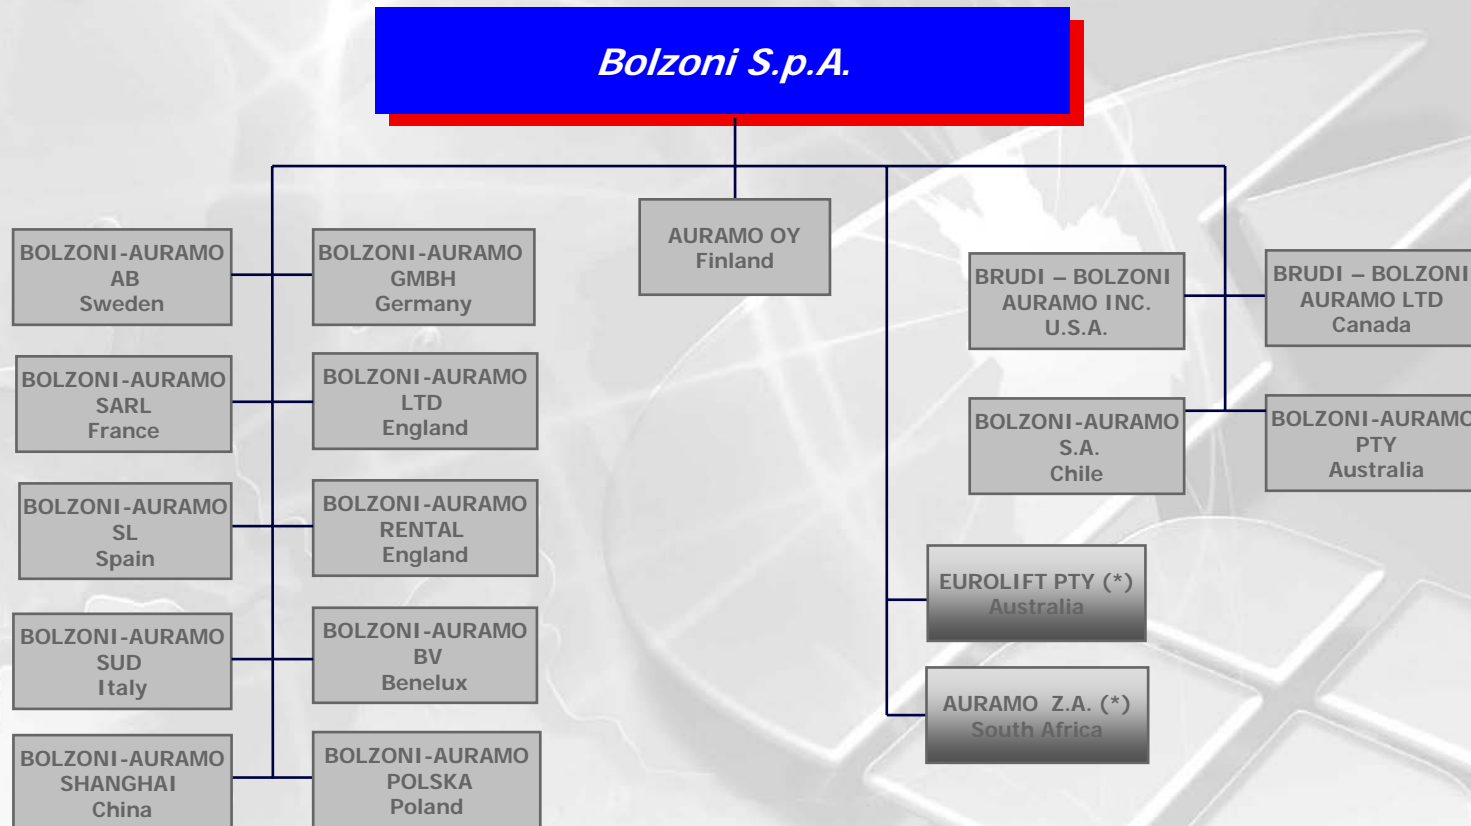 Bolzoni S.p.A.
AURAMO OY
Finland
BOLZONI-AURAMO
AB
Sweden
BOLZONI-AURAMO
GMBH
Germany
BOLZONI-AURAMO
SARL
France
BOLZONI-AURAMO
LTD
England
BOLZONI-AURAMO
SL
Spain
BOLZONI-AURAMO
RENTAL
England
BOLZONI-AURAMO
SUD
Italy
BOLZONI-AURAMO
BV
Benelux
BOLZONI-AURAMO
SHANGHAI
China
BOLZONI-AURAMO
POLSKA
Poland
BRUDI – BOLZONI
AURAMO INC.
U.S.A.
BRUDI – BOLZONI
AURAMO LTD
Canada
BOLZONI-AURAMO
S.A.
Chile
BOLZONI-AURAMO
PTY
Australia
EUROLIFT PTY (*)
Australia
AURAMO Z.A. (*)
South Africa